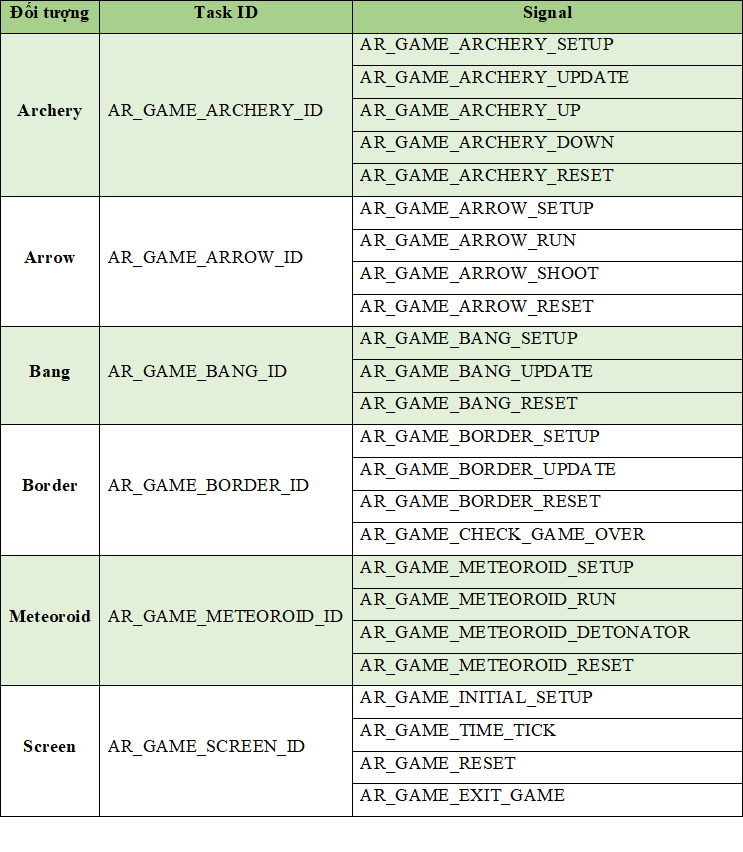 Đối tượng Task ID Signal
Archery AR_GAME_ARCHERY_ID
AR_GAME_ARCHERY_SETUP
AR_GAME_ARCHERY_UPDATE
AR_GAME_ARCHERY_UP
AR_GAME_ARCHERY_DOWN
AR_GAME_ARCHERY_RESET
Arrow AR_GAME_ARROW_ID
AR_GAME_ARROW_SETUP
AR_GAME_ARROW_RUN
AR_GAME_ARROW_SHOOT
AR_GAME_ARROW_RESET
Bang AR_GAME_BANG_ID
AR_GAME_BANG_SETUP
AR_GAME_BANG_UPDATE
AR_GAME_BANG_RESET
Border AR_GAME_BORDER_ID
AR_GAME_BORDER_SETUP
AR_GAME_BORDER_UPDATE
AR_GAME_BORDER_RESET
AR_GAME_CHECK_GAME_OVER
Meteoroid AR_GAME_METEOROID_ID
AR_GAME_METEOROID_SETUP
AR_GAME_METEOROID_RUN
AR_GAME_METEOROID_DETONATOR
AR_GAME_METEOROID_RESET
Screen AR_GAME_SCREEN_ID
AR_GAME_INITIAL_SETUP
AR_GAME_TIME_TICK
AR_GAME_RESET
AR_GAME_EXIT_GAME